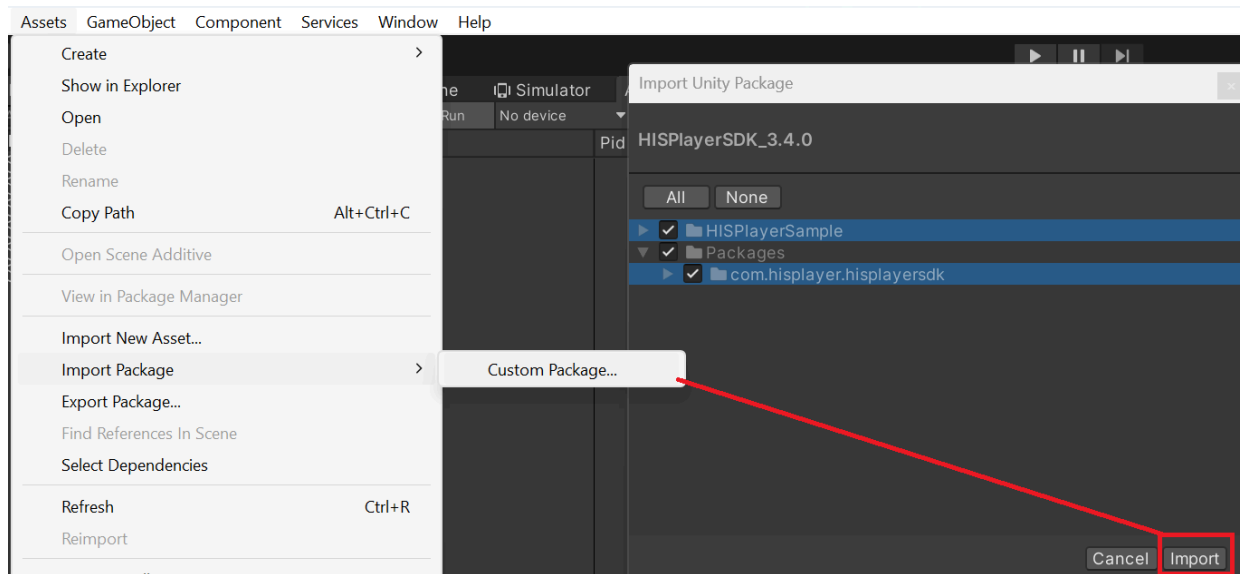 Assets GameObject Component Services Window Help
Create
Show in Explorer
Open
Delete
Rename
Copy Path Alt+Ctrl+C
Open Scene Additive
View in Package Manager
Import New Asset...
Import Package
Custom Package...
Export Package...
Find References In Scene
Select Dependencies
Refresh Ctrl+R
Reimport
Simulator
Run No device
Pid
Import Unity Package
HISPlayerSDK_3.4.0
All None
HISPlayerSample
Packages
com.hisplayer.hisplayersdk
Cancel Import